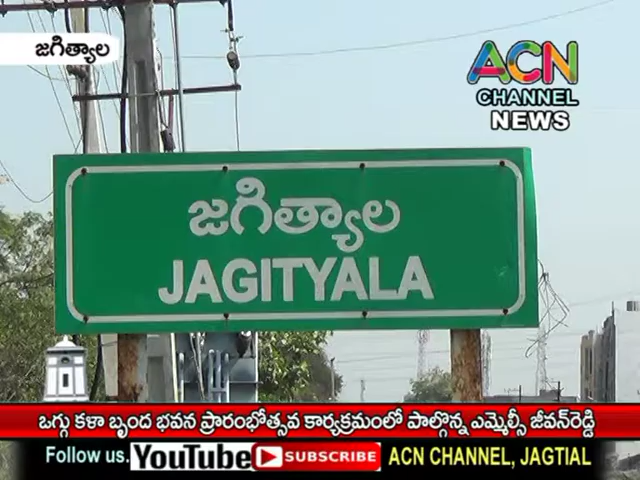 జగిత్యాల
ACN
CHANNEL
NEWS
జగిత్యాల
JAGITYALA
ఒగ్గు కళా బృంద భవన ప్రారంభోత్సవ కార్యక్రమంలో పాల్గొన్న ఎమ్మెల్సీ జీవన్‌రెడ్డి
Follow us. YouTube SUBSCRIBE ACN CHANNEL, JAGTIAL